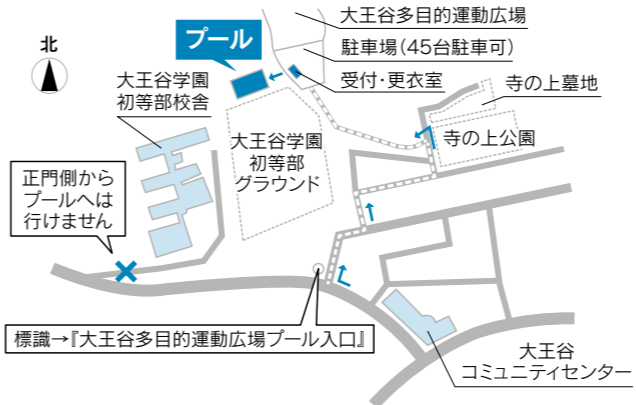 大王谷多目的運動広場
北
プール
駐車場（45台駐車可）
受付・更衣室
大王谷学園
初等部校舎
寺の上墓地
大王谷学園
初等部
グラウンド
寺の上公園
正門側から
プールへは
行けません
標識→『大王谷多目的運動広場プール入口』
大王谷
コミュニティセンター